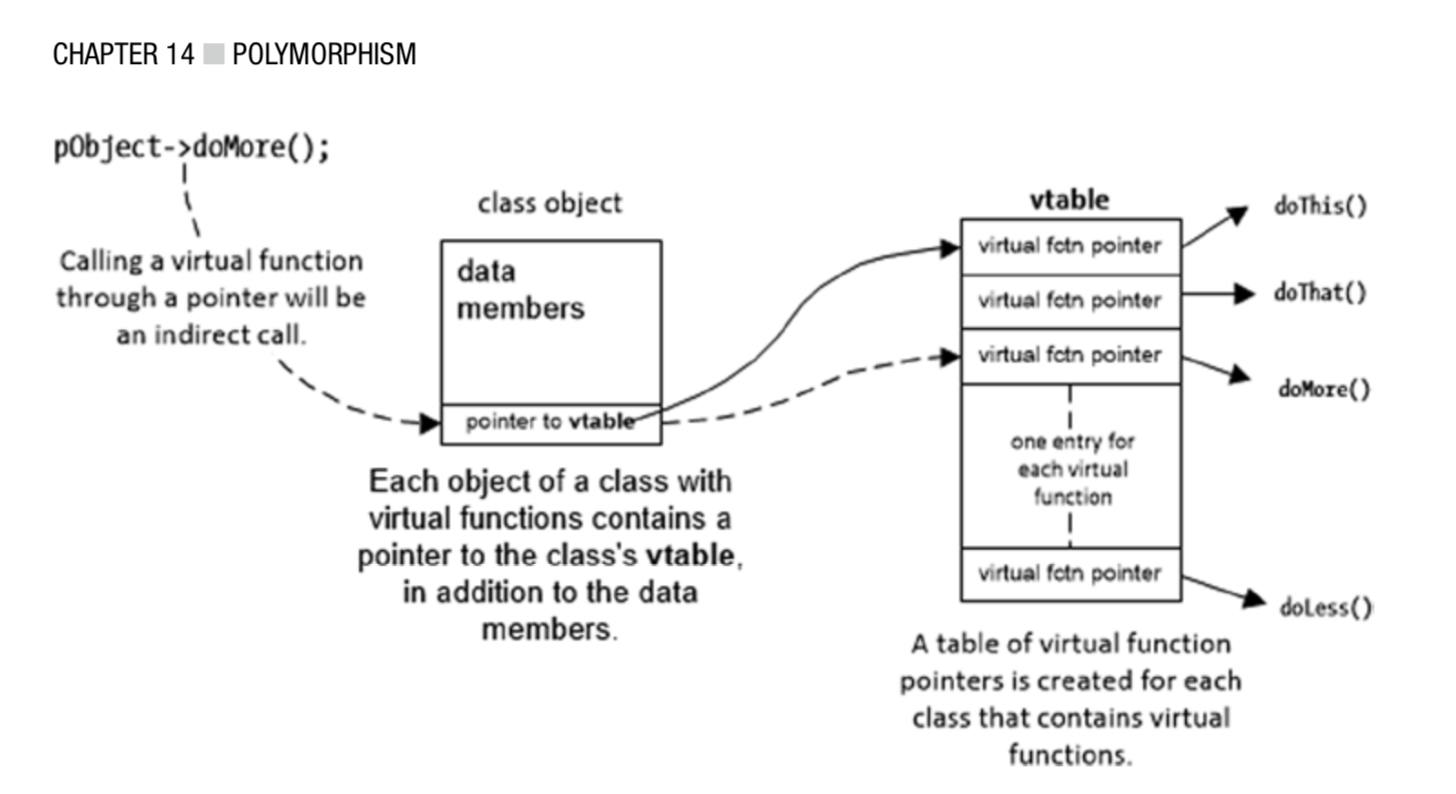 CHAPTER 14 ■ POLYMORPHISM
pObject->doMore();
Calling a virtual function
through a pointer will be
an indirect call.
class object
data
members
pointer to vtable
Each object of a class with
virtual functions contains a
pointer to the class's vtable,
in addition to the data
members.
vtable
virtual fctn pointer
virtual fctn pointer
virtual fctn pointer
one entry for
each virtual
function
virtual fctn pointer
doThis()
doThat()
doMore()
doLess()
A table of virtual function
pointers is created for each
class that contains virtual
functions.